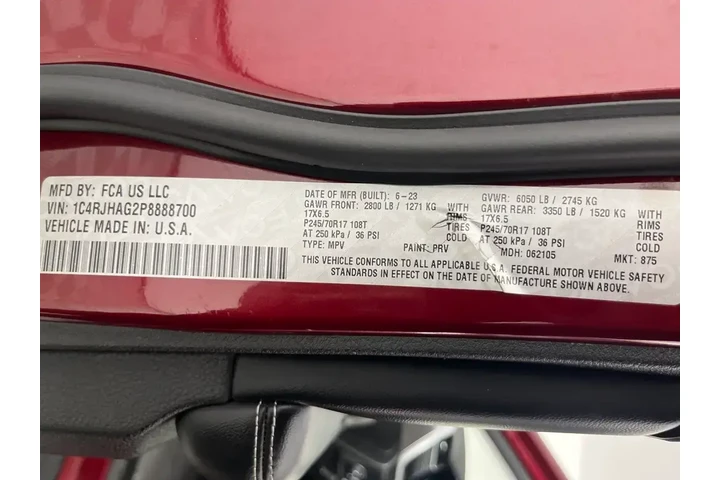 MFD BY: FCA US LLC
VIN: 1C4RJHAG2P8888700
VEHICLE MADE IN: U.S.A.
DATE OF MFR (BUILT): 6-23 GVWR: 6050 LB / 2745 KG
GAWR FRONT: 2800 LB / 1271 KG WITH GAWR REAR: 3350 LB / 1520 KG WITH
17X6.5 RIMS 17X6.5 RIMS
P245/70R17 108T TIRES P245/70R17 108T TIRES
AT 250 kPa / 36 PSI COLD AT 250 kPa / 36 PSI COLD
TYPE: MPV PAINT: PRV MDH: 062105 MKT: 875
THIS VEHICLE CONFORMS TO ALL APPLICABLE U.S.A. FEDERAL MOTOR VEHICLE SAFETY
STANDARDS IN EFFECT ON THE DATE OF MANUFACTURE SHOWN ABOVE